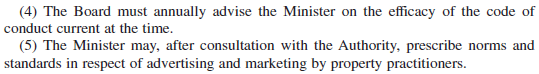 (4) The Board must annually advise the Minister on the efficacy of the code of
conduct current at the time.
(5) The Minister may, after consultation with the Authority, prescribe norms and
standards in respect of advertising and marketing by property practitioners.